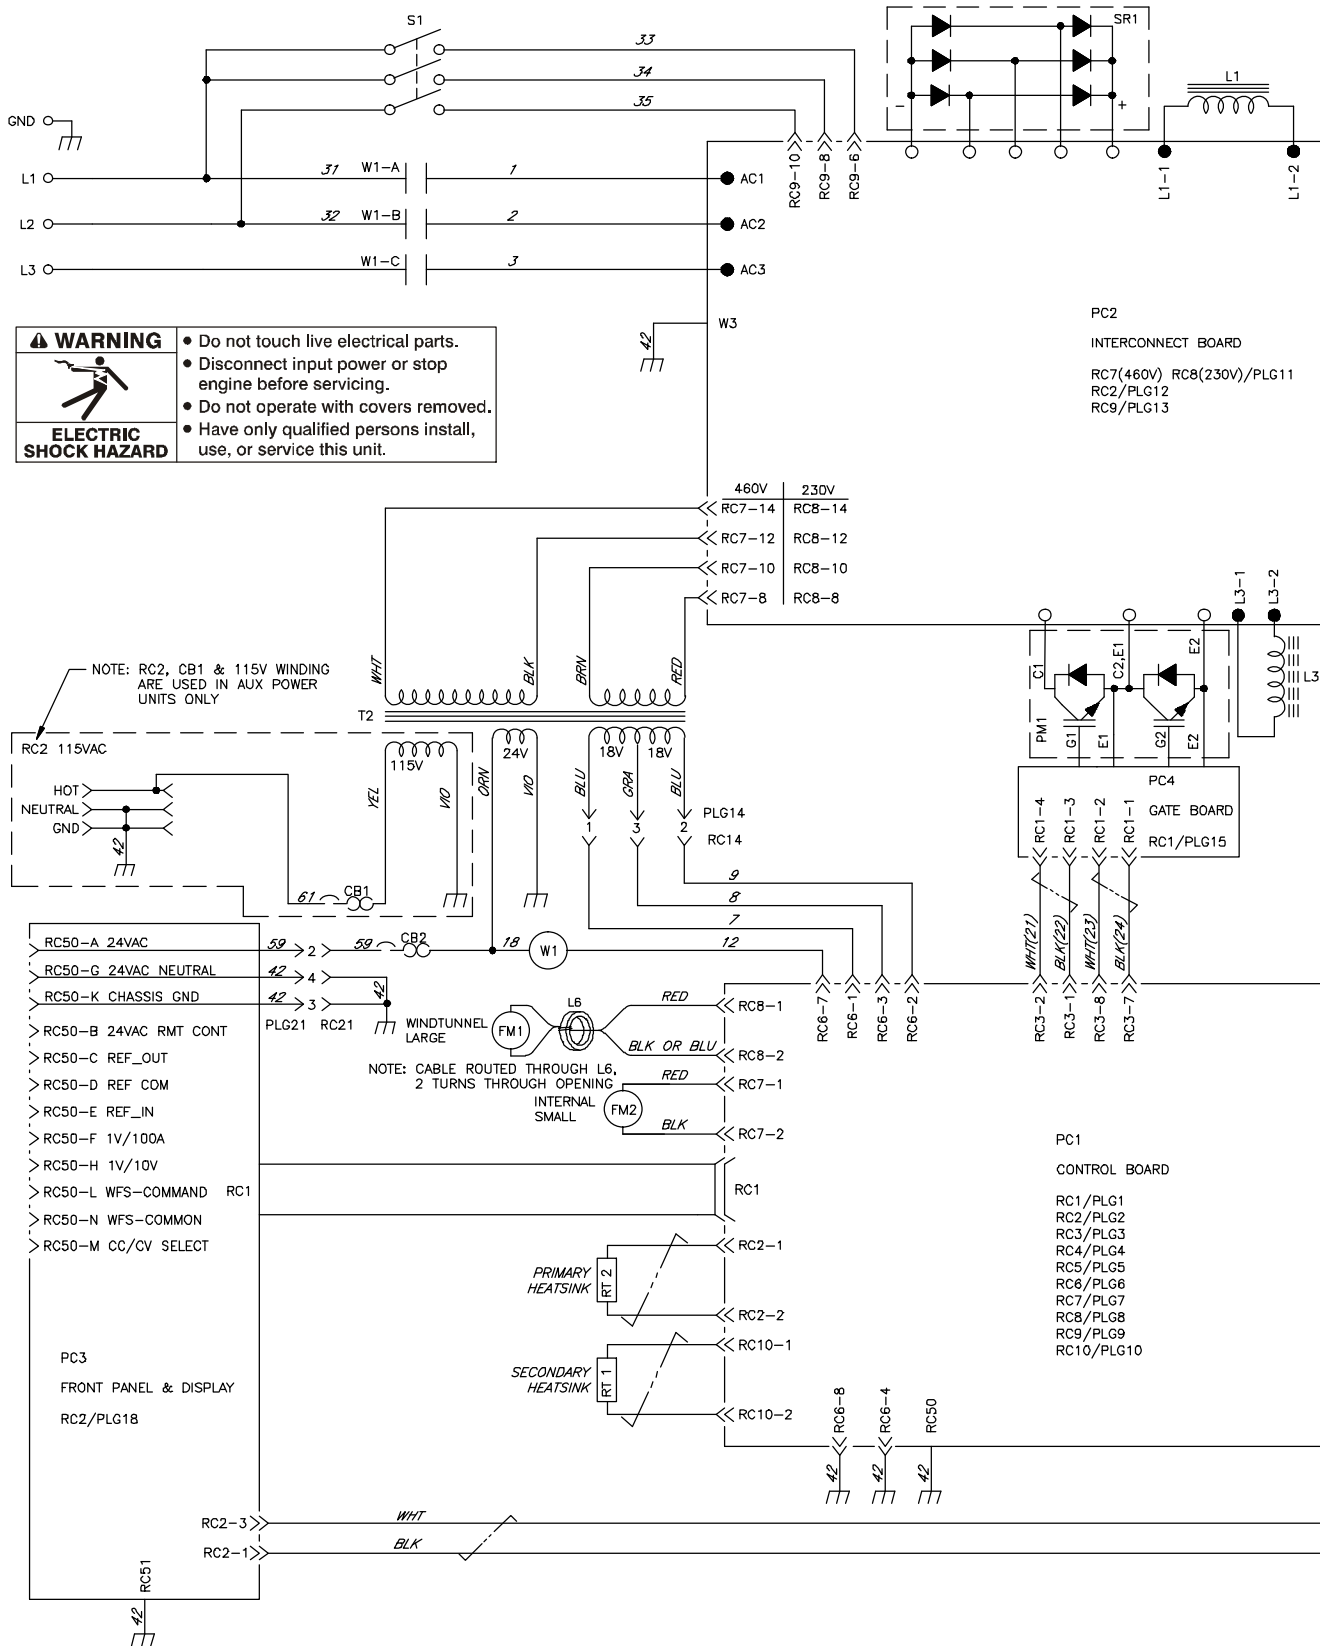 S1
33
34
35
SR1
-
+
L1
GND
L1
31
W1-A
1
AC1
RC9-10
RC9-8
RC9-6
L1-1
L1-2
L2
32
W1-B
2
AC2
L3
W1-C
3
AC3
W3
42
PC2
INTERCONNECT BOARD
RC7(460V) RC8(230V)/PLG11
RC2/PLG12
RC9/PLG13
WARNING
ELECTRIC
SHOCK HAZARD
• Do not touch live electrical parts.
• Disconnect input power or stop
engine before servicing.
• Do not operate with covers removed.
• Have only qualified persons install,
use, or service this unit.
460V 230V
RC7-14 RC8-14
RC7-12 RC8-12
RC7-10 RC8-10
RC7-8 RC8-8
L3-1
L3-2
L3
C1
C2,E1
E2
PM1
G1
E1
G2
E2
NOTE: RC2, CB1 & 115V WINDING
ARE USED IN AUX POWER
UNITS ONLY
WHT
BLK
BRN
RED
T2
RC2 115VAC
115V
24V
18V
18V
HOT
NEUTRAL
GND
42
YEL
VIO
ORN
VIO
BLU
GRA
BLU
PLG14
1
3
2
RC14
PC4
GATE BOARD
RC1/PLG15
RC1-4
RC1-3
RC1-2
RC1-1
WHT(21)
BLK(22)
WHT(23)
BLK(24)
61
CB1
9
8
7
12
RC50-A 24VAC
59
2
59
CB2
18
W1
RC50-G 24VAC NEUTRAL
42
4
42
RC50-K CHASSIS GND
42
3
PLG21 RC21
RC50-B 24VAC RMT CONT
RC50-C REF_OUT
RC50-D REF COM
RC50-E REF_IN
RC50-F 1V/100A
RC50-H 1V/10V
RC50-L WFS-COMMAND
RC1
RC50-N WFS-COMMON
RC50-M CC/CV SELECT
RC6-7
RC6-1
RC6-3
RC6-2
RC3-2
RC3-1
RC3-8
RC3-7
WINDTUNNEL
LARGE
FM1
L6
RED
RC8-1
BLK OR BLU
RC8-2
NOTE: CABLE ROUTED THROUGH L6,
2 TURNS THROUGH OPENING
INTERNAL
SMALL
FM2
RED
RC7-1
BLK
RC7-2
RC1
PRIMARY
HEATSINK
RT 2
RC2-1
RC2-2
SECONDARY
HEATSINK
RT 1
RC10-1
RC10-2
PC1
CONTROL BOARD
RC1/PLG1
RC2/PLG2
RC3/PLG3
RC4/PLG4
RC5/PLG5
RC6/PLG6
RC7/PLG7
RC8/PLG8
RC9/PLG9
RC10/PLG10
RC6-8
RC6-4
RC50
42
42
42
PC3
FRONT PANEL & DISPLAY
RC2/PLG18
RC2-3
WHT
RC2-1
BLK
RC51
42